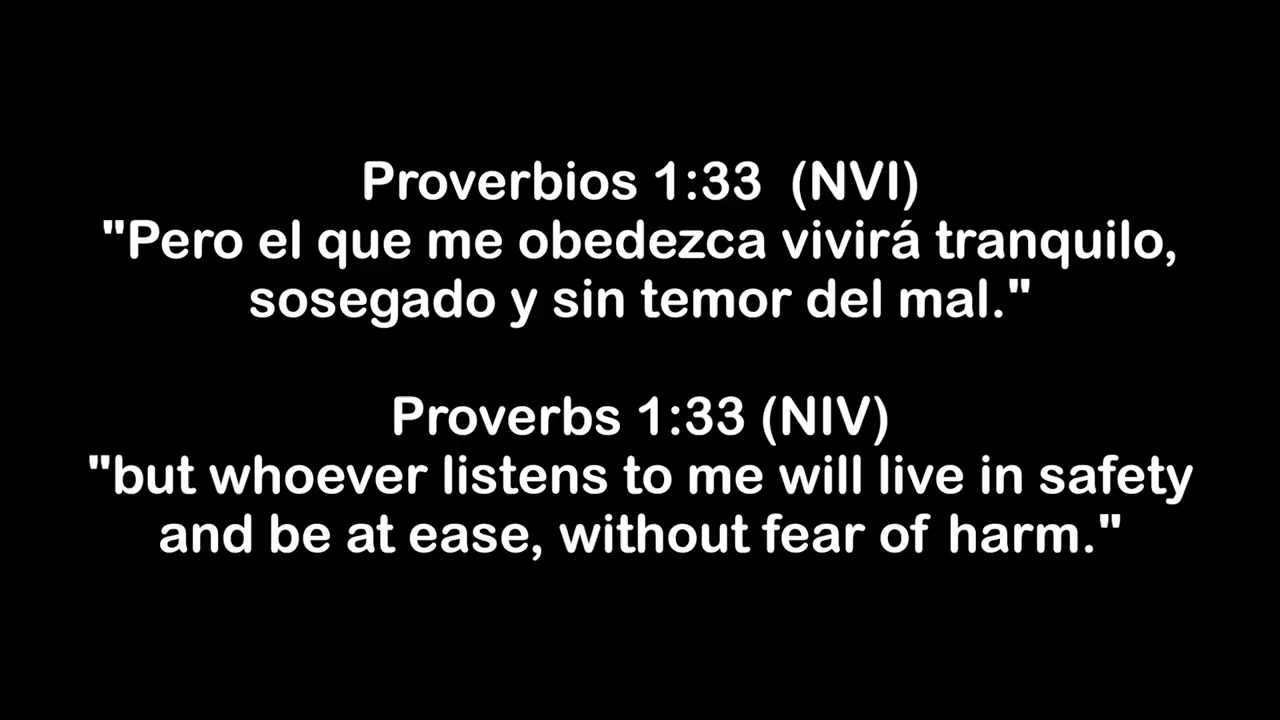 Proverbios 1:33  (NVI)
"Pero el que me obedezca vivirá tranquilo,
sosegado y sin temor del mal."
Proverbs 1:33 (NIV)
"but whoever listens to me will live in safety
and be at ease, without fear of harm."